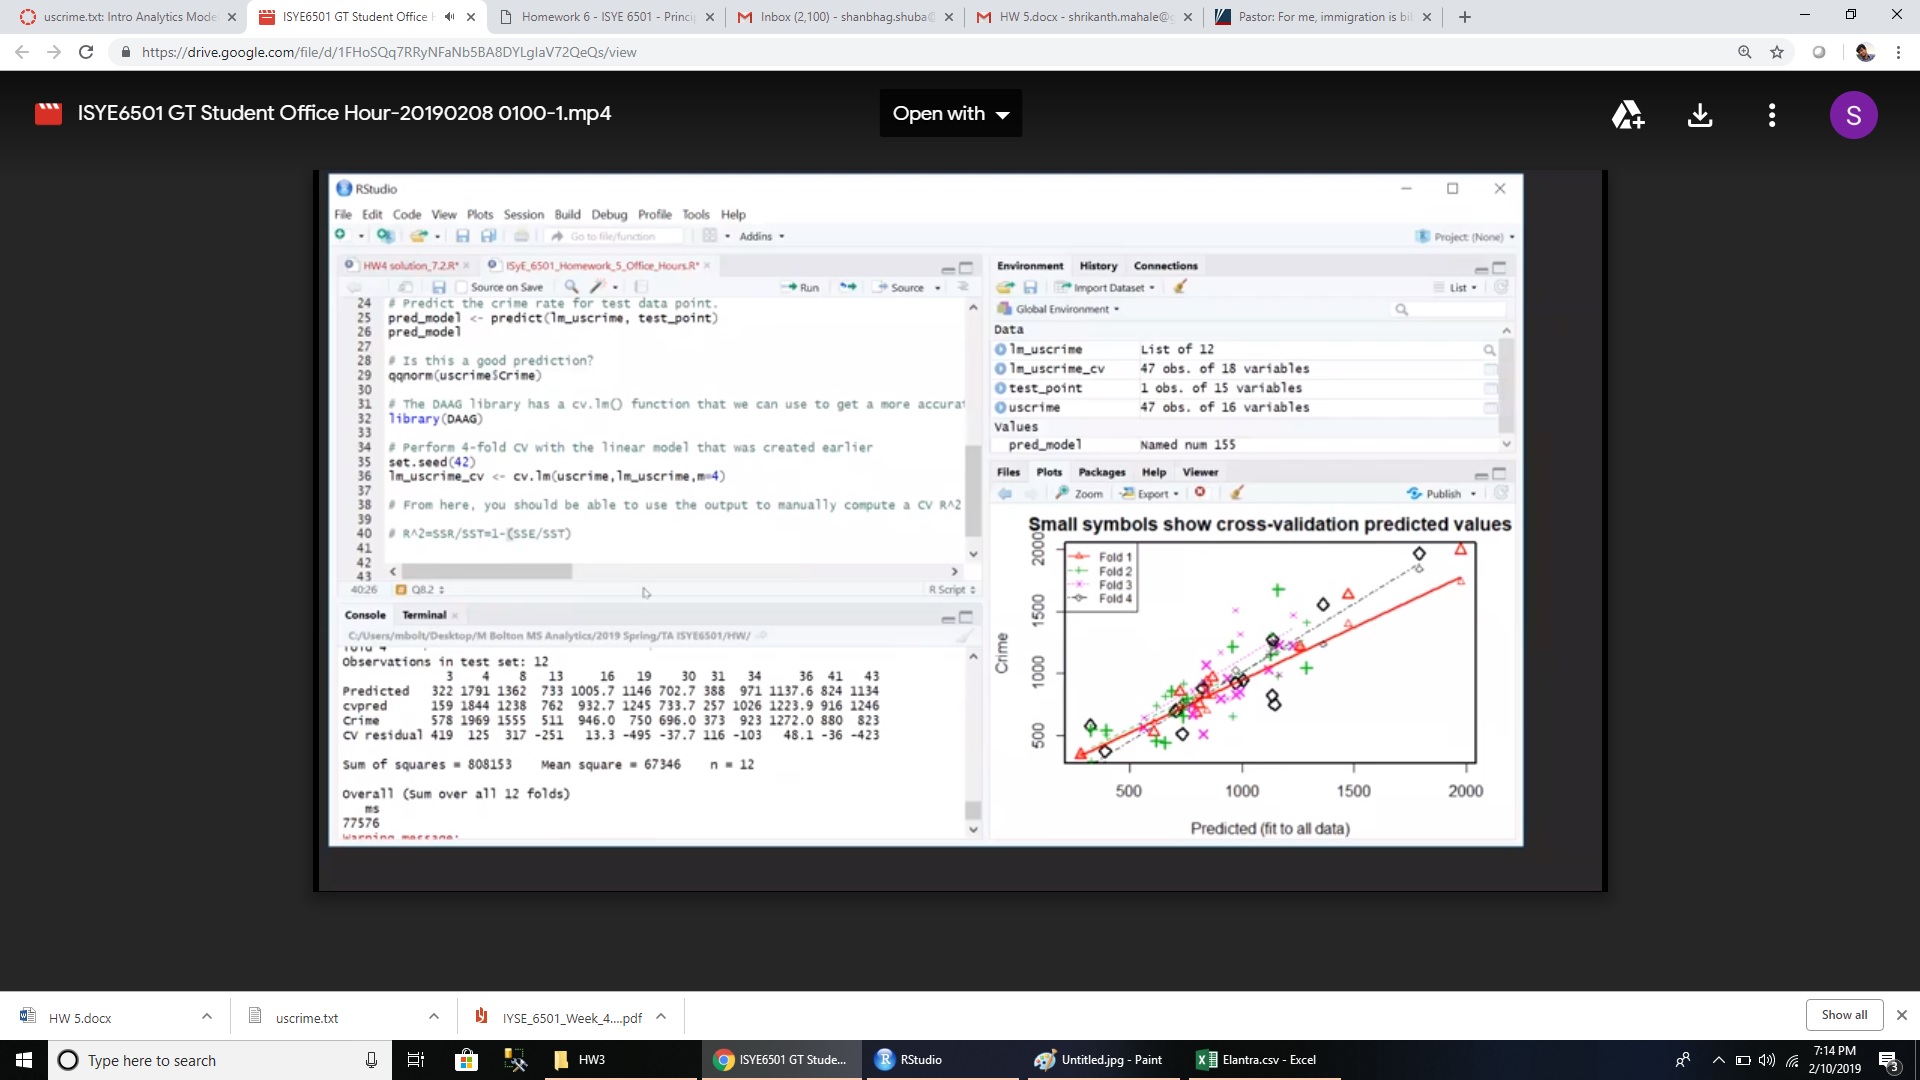 uscrime.txt: Intro Analytics Mode
ISYE6501 GT Student Office H
Homework 6 - ISYE 6501 - Princi
Inbox (2,100) - shanbhag.shuba@
HW 5.docx - shrikanth.mahale@g
Pastor: For me, immigration is bi
https://drive.google.com/file/d/1FHoSQq7RRyNFaNb5BA8DYLglaV72QeQs/view
ISYE6501 GT Student Office Hour-20190208 0100-1.mp4
Open with
S
RStudio
File Edit Code View Plots Session Build Debug Profile Tools Help
Go to file/function
Addins
Project: (None)
HW4 solution_7.2.R*
ISyE_6501_Homework_5_Office_Hours.R*
Source on Save
Run
Source
24 # Predict the crime rate for test data point.
25 pred_model <- predict(lm_uscrime, test_point)
26 pred_model
27
28 # Is this a good prediction?
29 qqnorm(uscrime$Crime)
30
31 # The DAAG library has a cv.lm() function that we can use to get a more accurat
32 library(DAAG)
33
34 # Perform 4-fold CV with the linear model that was created earlier
35 set.seed(42)
36 lm_uscrime_cv <- cv.lm(uscrime,lm_uscrime,m=4)
37
38 # From here, you should be able to use the output to manually compute a CV R^2
39
40 # R^2=SSR/SST=1-(SSE/SST)
41
42
43
40:26 Q8.2 R Script
Console Terminal
C:/Users/mbolt/Desktop/M Bolton MS Analytics/2019 Spring/TA ISYE6501/HW/
fold 4
Observations in test set: 12
3 4 8 13 16 19 30 31 34 36 41 43
Predicted 322 1791 1362 733 1005.7 1146 702.7 388 971 1137.6 824 1134
cvpred 159 1844 1238 762 932.7 1245 733.7 257 1026 1223.9 916 1246
Crime 578 1969 1555 511 946.0 750 696.0 373 923 1272.0 880 823
CV residual 419 125 317 -251 13.3 -495 -37.7 116 -103 48.1 -36 -423
Sum of squares = 808153 Mean square = 67346 n = 12
Overall (Sum over all 12 folds)
ms
77576
Warning message:
Environment History Connections
Import Dataset
List
Global Environment
Data
lm_uscrime List of 12
lm_uscrime_cv 47 obs. of 18 variables
test_point 1 obs. of 15 variables
uscrime 47 obs. of 16 variables
Values
pred_model Named num 155
Files Plots Packages Help Viewer
Zoom Export Publish
Small symbols show cross-validation predicted values
Fold 1
Fold 2
Fold 3
Fold 4
Crime
2000
1500
1000
500
500 1000 1500 2000
Predicted (fit to all data)
HW 5.docx
uscrime.txt
IYSE_6501_Week_4....pdf
Show all
Type here to search
HW3
ISYE6501 GT Stude...
RStudio
Untitled.jpg - Paint
Elantra.csv - Excel
7:14 PM
2/10/2019
3